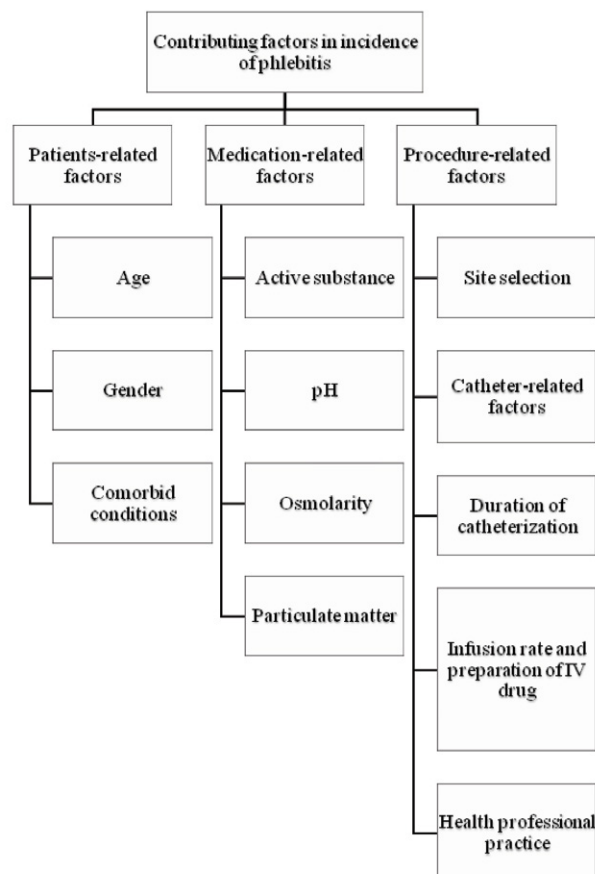 Contributing factors in incidence
of phlebitis
Patients-related
factors
Medication-related
factors
Procedure-related
factors
Age
Gender
Comorbid
conditions
Active substance
pH
Osmolarity
Particulate matter
Site selection
Catheter-related
factors
Duration of
catheterization
Infusion rate and
preparation of IV
drug
Health professional
practice